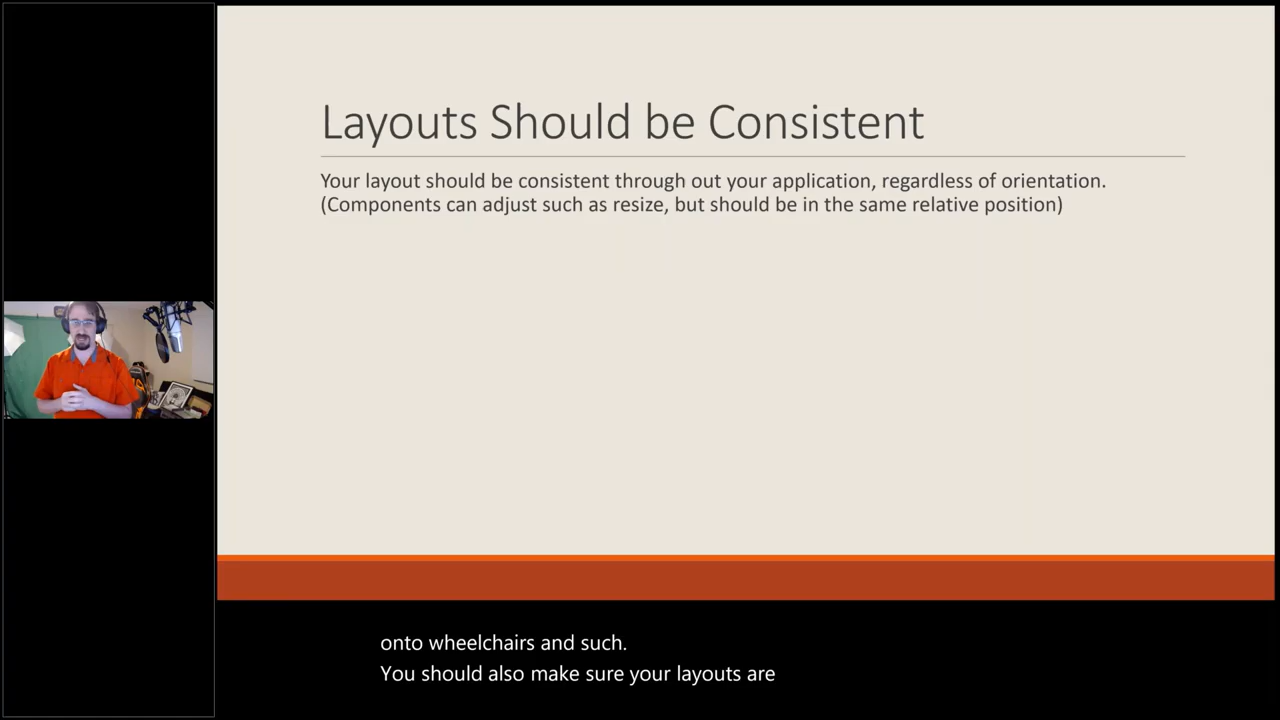 Layouts Should be Consistent
Your layout should be consistent through out your application, regardless of orientation.
(Components can adjust such as resize, but should be in the same relative position)
onto wheelchairs and such.
You should also make sure your layouts are